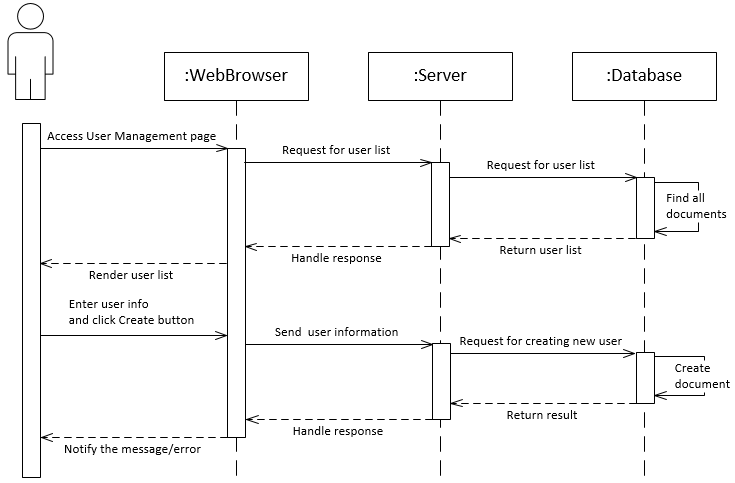 :WebBrowser
:Server
:Database
Access User Management page
Request for user list
Request for user list
Find all
documents
Return user list
Handle response
Render user list
Enter user info
and click Create button
Send  user information
Request for creating new user
Create
document
Return result
Handle response
Notify the message/error